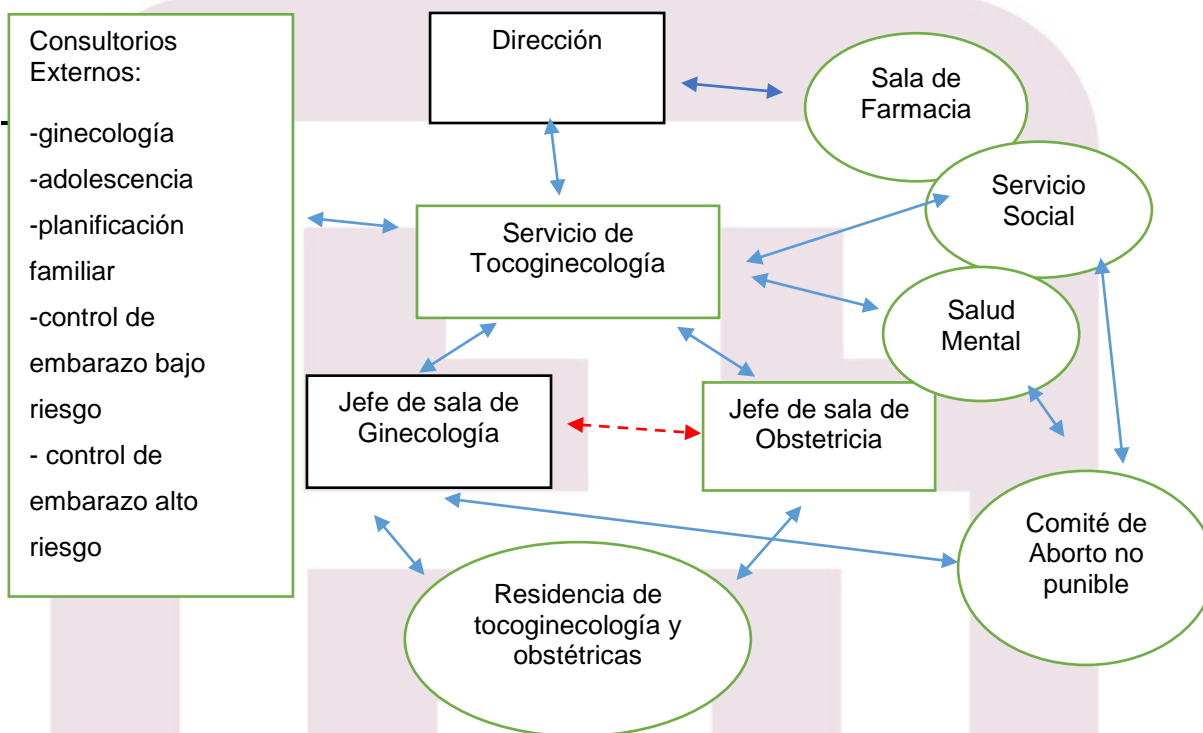 Consultorios
Externos:
-ginecología
-adolescencia
-planificación
familiar
-control de
embarazo bajo
riesgo
- control de
embarazo alto
riesgo
Dirección
Sala de
Farmacia
Servicio
Social
Servicio de
Tocoginecología
Salud
Mental
Jefe de sala de
Ginecología
Jefe de sala de
Obstetricia
Comité de
Aborto no
punible
Residencia de
tocoginecología y
obstétricas